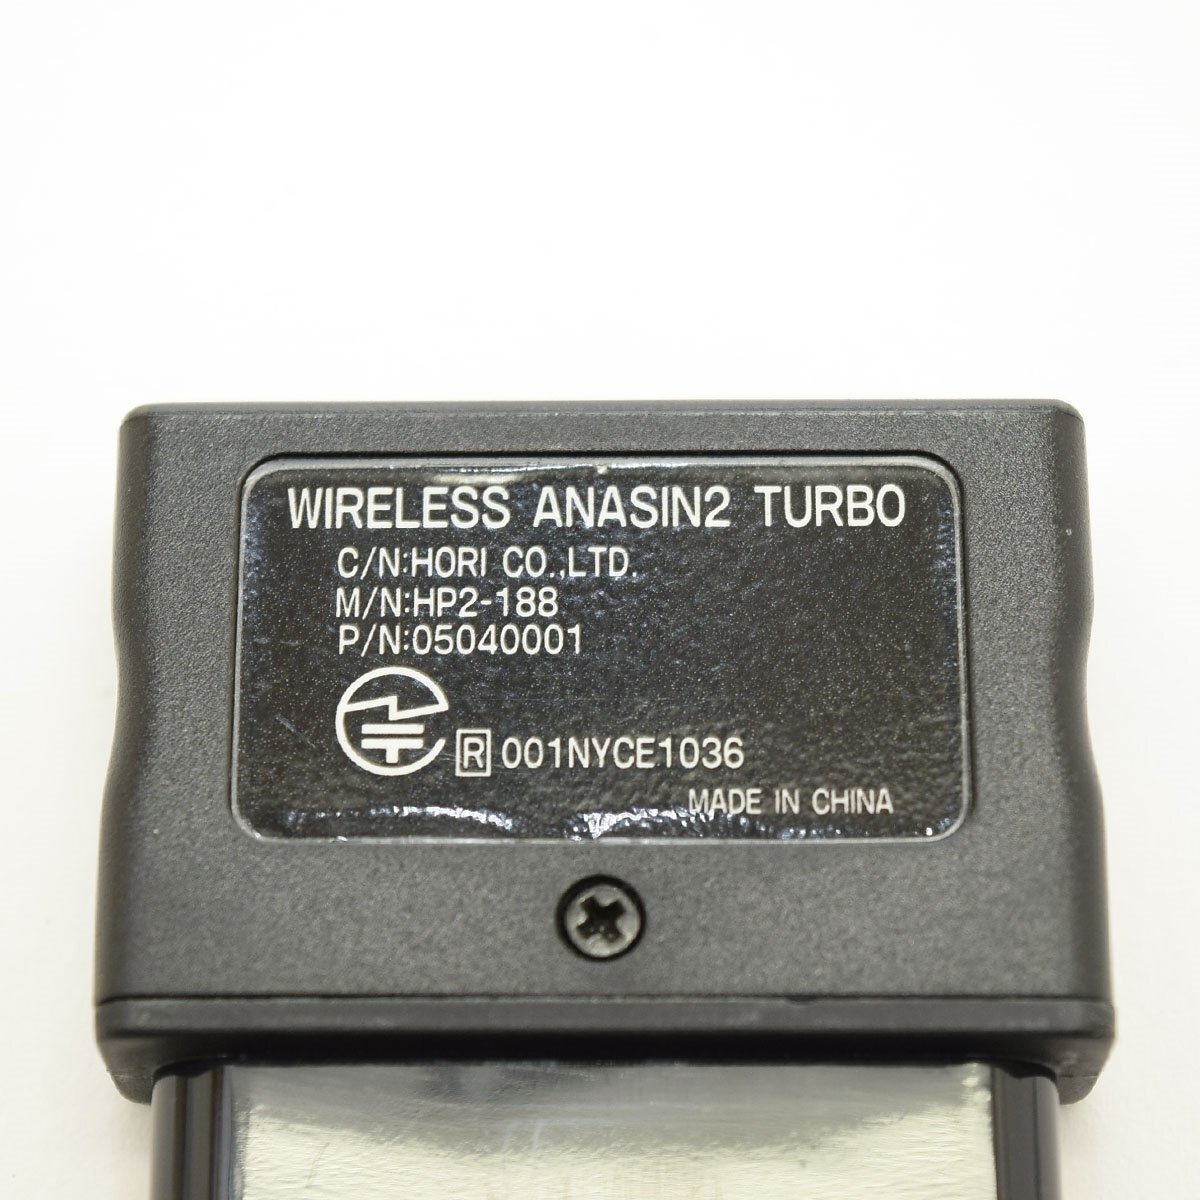 WIRELESS ANASIN2 TURBO
C/N:HORI CO.,LTD.
M/N:HP2-188
P/N:05040001
R 001NYCE1036
MADE IN CHINA